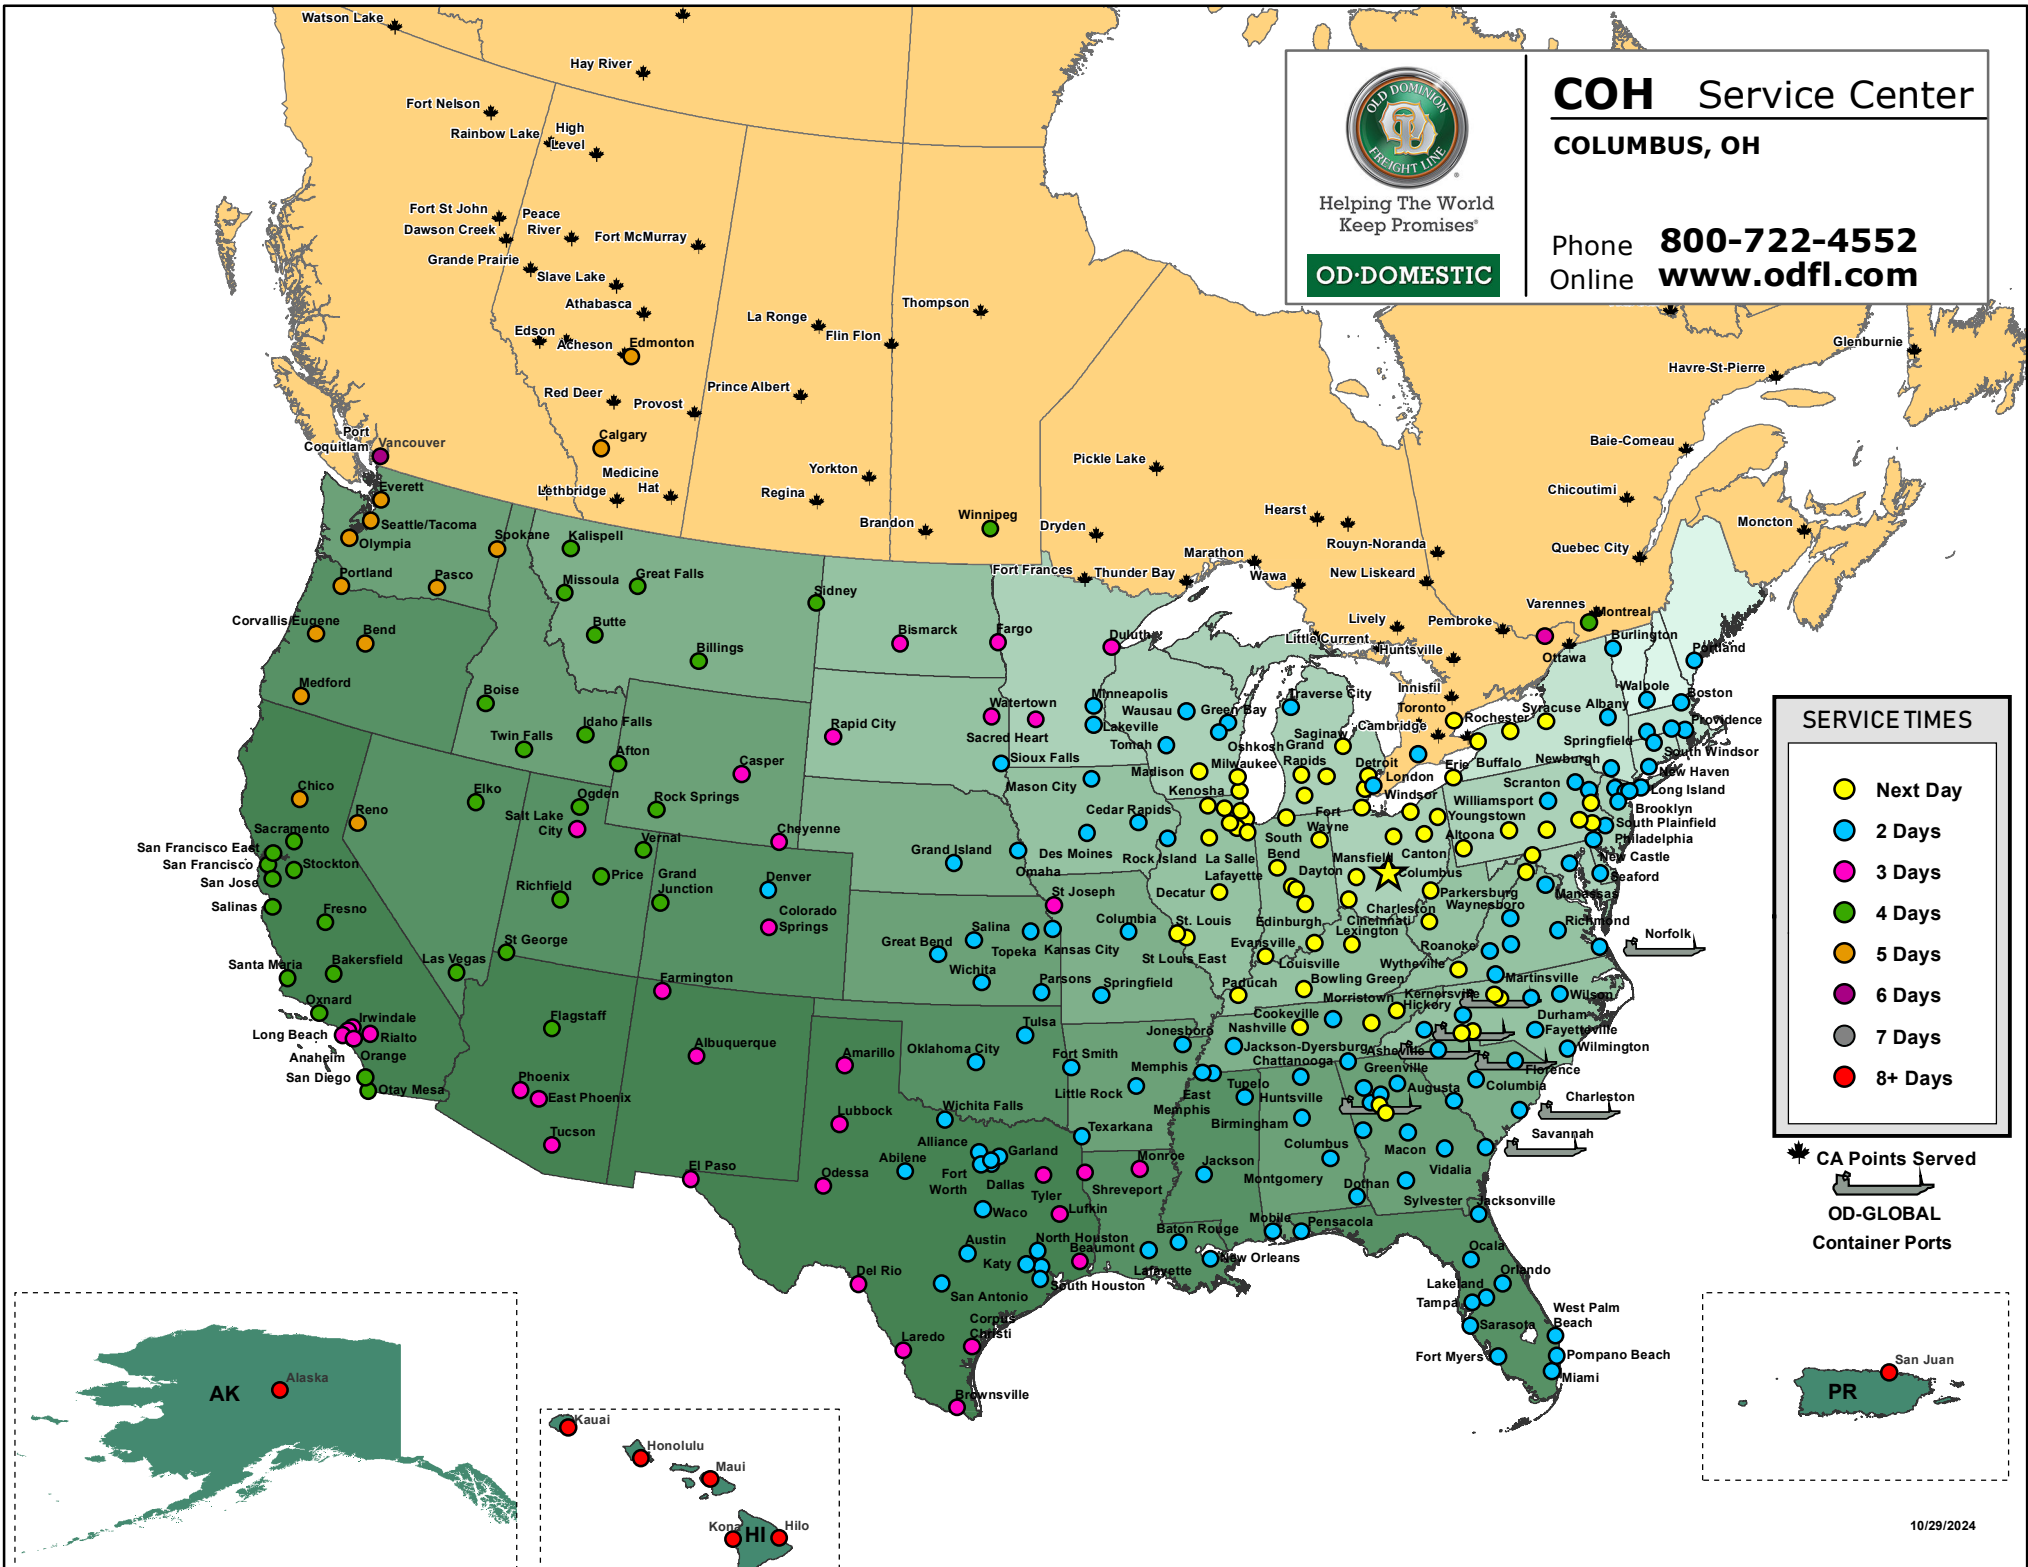 Watson Lake
Hay River
Fort Nelson
Rainbow Lake
High
Level
Fort St John
Dawson Creek
Peace
River
Fort McMurray
Grande Prairie
Slave Lake
Athabasca
Edson
Acheson
Edmonton
La Ronge
Flin Flon
Thompson
Red Deer
Provost
Prince Albert
Port
Coquitlam
Vancouver
Calgary
Medicine
Hat
Lethbridge
Yorkton
Regina
Brandon
Winnipeg
Pickle Lake
Dryden
Hearst
Marathon
Fort Frances
Thunder Bay
Wawa
Rouyn-Noranda
New Liskeard
Lively
Little Current
Pembroke
Huntsville
Innisfil
Toronto
Cambridge
London
Windsor
Varennes
Montreal
Ottawa
Glenburnie
Havre-St-Pierre
Baie-Comeau
Chicoutimi
Quebec City
Moncton
OLD DOMINION
FREIGHT LINE
Helping The World
Keep Promises®
OD·DOMESTIC
COH Service Center
COLUMBUS, OH
Phone 800-722-4552
Online www.odfl.com
Everett
Seattle/Tacoma
Olympia
Spokane
Portland
Pasco
Corvallis/Eugene
Bend
Medford
Kalispell
Missoula
Great Falls
Butte
Billings
Sidney
Boise
Idaho Falls
Twin Falls
Afton
Casper
Rock Springs
Cheyenne
Bismarck
Fargo
Duluth
Rapid City
Watertown
Sacred Heart
Sioux Falls
Minneapolis
Lakeville
Wausau
Green Bay
Oshkosh
Tomah
Madison
Milwaukee
Kenosha
Traverse City
Saginaw
Grand
Rapids
Detroit
Mason City
Cedar Rapids
Des Moines
Rock Island
Grand Island
Omaha
La Salle
Decatur
South
Bend
Fort
Wayne
Lafayette
Edinburgh
Evansville
Mansfield
Canton
Columbus
Dayton
Cincinnati
Youngstown
Parkersburg
Charleston
Erie
Buffalo
Rochester
Syracuse
Albany
Newburgh
Burlington
Portland
Walpole
Boston
Providence
Springfield
South Windsor
New Haven
Long Island
Brooklyn
South Plainfield
Philadelphia
New Castle
Seaford
Manassas
Scranton
Williamsport
Altoona
Waynesboro
Richmond
Norfolk
Roanoke
Wytheville
Martinsville
Chico
Reno
Elko
Ogden
Salt Lake
City
Vernal
Price
Richfield
St George
Grand
Junction
Denver
Colorado
Springs
Sacramento
San Francisco East
San Francisco
Stockton
San Jose
Salinas
Fresno
Bakersfield
Santa Maria
Oxnard
Irwindale
Long Beach
Rialto
Anaheim
Orange
San Diego
Otay Mesa
Las Vegas
Flagstaff
Phoenix
East Phoenix
Tucson
Farmington
Albuquerque
El Paso
St Joseph
Kansas City
Topeka
Salina
Great Bend
Wichita
Parsons
Columbia
St. Louis
St Louis East
Springfield
Louisville
Lexington
Bowling Green
Paducah
Nashville
Cookeville
Morristown
Jackson-Dyersburg
Chattanooga
Memphis
East
Memphis
Jonesboro
Fort Smith
Little Rock
Tulsa
Oklahoma City
Texarkana
Amarillo
Lubbock
Odessa
Wichita Falls
Abilene
Alliance
Garland
Fort
Worth
Dallas
Tyler
Lufkin
Waco
Austin
North Houston
Katy
Beaumont
South Houston
San Antonio
Del Rio
Laredo
Corpus
Christi
Brownsville
Shreveport
Monroe
Lafayette
Baton Rouge
New Orleans
Jackson
Tupelo
Huntsville
Birmingham
Montgomery
Mobile
Pensacola
Dothan
Columbus
Macon
Vidalia
Sylvester
Augusta
Savannah
Kernersville
Hickory
Asheville
Durham
Wilson
Fayetteville
Wilmington
Greenville
Florence
Columbia
Charleston
Jacksonville
Ocala
Orlando
Lakeland
Tampa
Sarasota
Fort Myers
West Palm
Beach
Pompano Beach
Miami
SERVICE TIMES
Next Day
2 Days
3 Days
4 Days
5 Days
6 Days
7 Days
8+ Days
CA Points Served
OD-GLOBAL
Container Ports
AK
Alaska
Kauai
Honolulu
Maui
Kona
HI
Hilo
PR
San Juan
10/29/2024